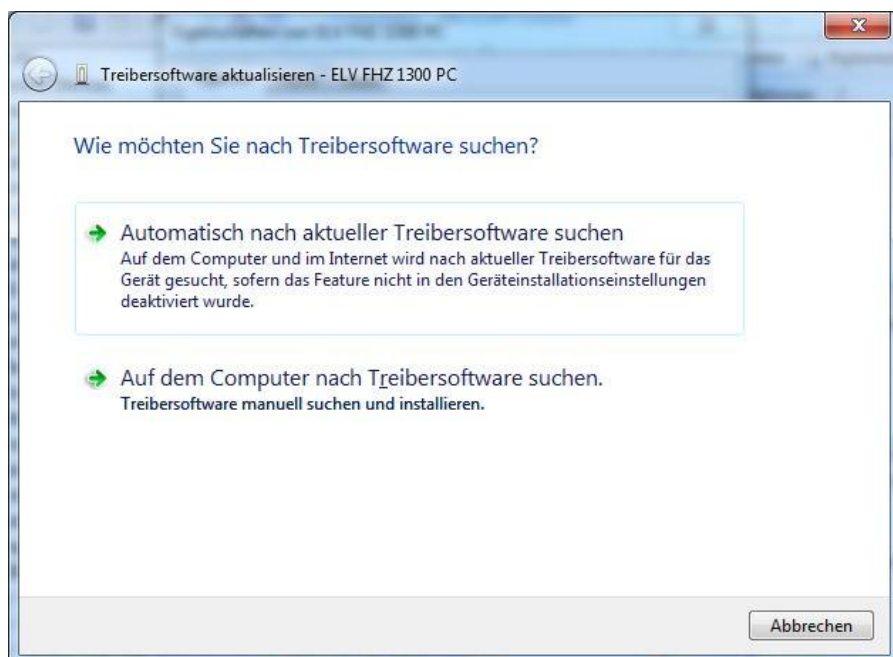 Treibersoftware aktualisieren - ELV FHZ 1300 PC
Wie möchten Sie nach Treibersoftware suchen?
Automatisch nach aktueller Treibersoftware suchen
Auf dem Computer und im Internet wird nach aktueller Treibersoftware für das
Gerät gesucht, sofern das Feature nicht in den Geräteinstallationseinstellungen
deaktiviert wurde.
Auf dem Computer nach Treibersoftware suchen.
Treibersoftware manuell suchen und installieren.
Abbrechen